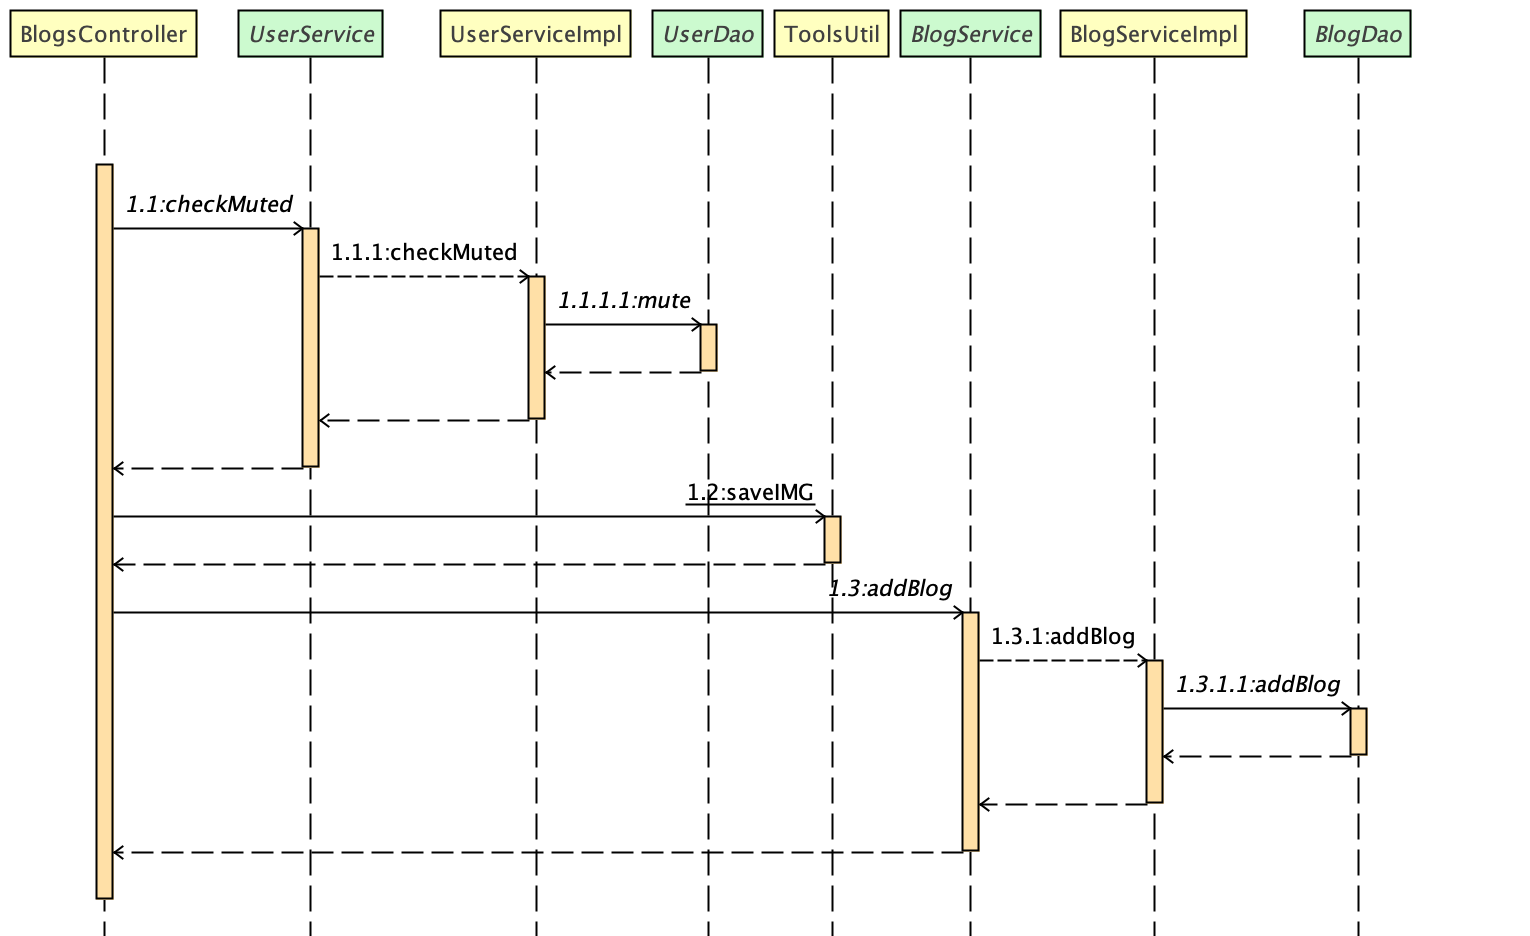 BlogsController
UserService
UserServiceImpl
UserDao
ToolsUtil
BlogService
BlogServiceImpl
BlogDao
1.1:checkMuted
1.1.1:checkMuted
1.1.1.1:mute
1.2:saveIMG
1.3:addBlog
1.3.1:addBlog
1.3.1.1:addBlog